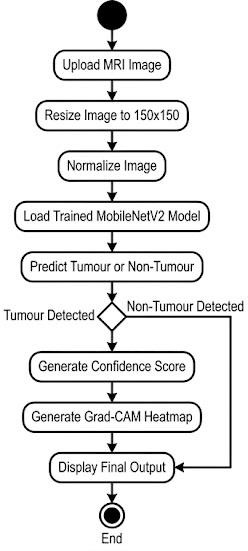 Upload MRI Image
Resize Image to 150x150
Normalize Image
Load Trained MobileNetV2 Model
Predict Tumour or Non-Tumour
Non-Tumour Detected
Tumour Detected
Generate Confidence Score
Generate Grad-CAM Heatmap
Display Final Output
End